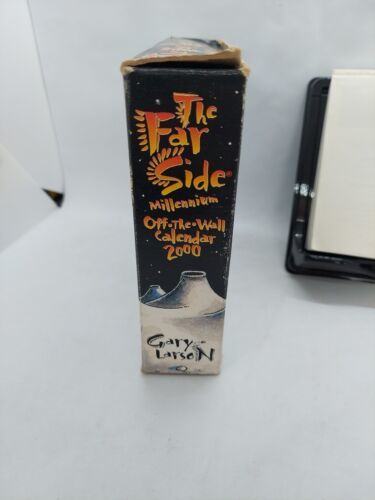 The
Far
Side®
Millennium
Off-The-Wall
Calendar
2000
Gary
Larson